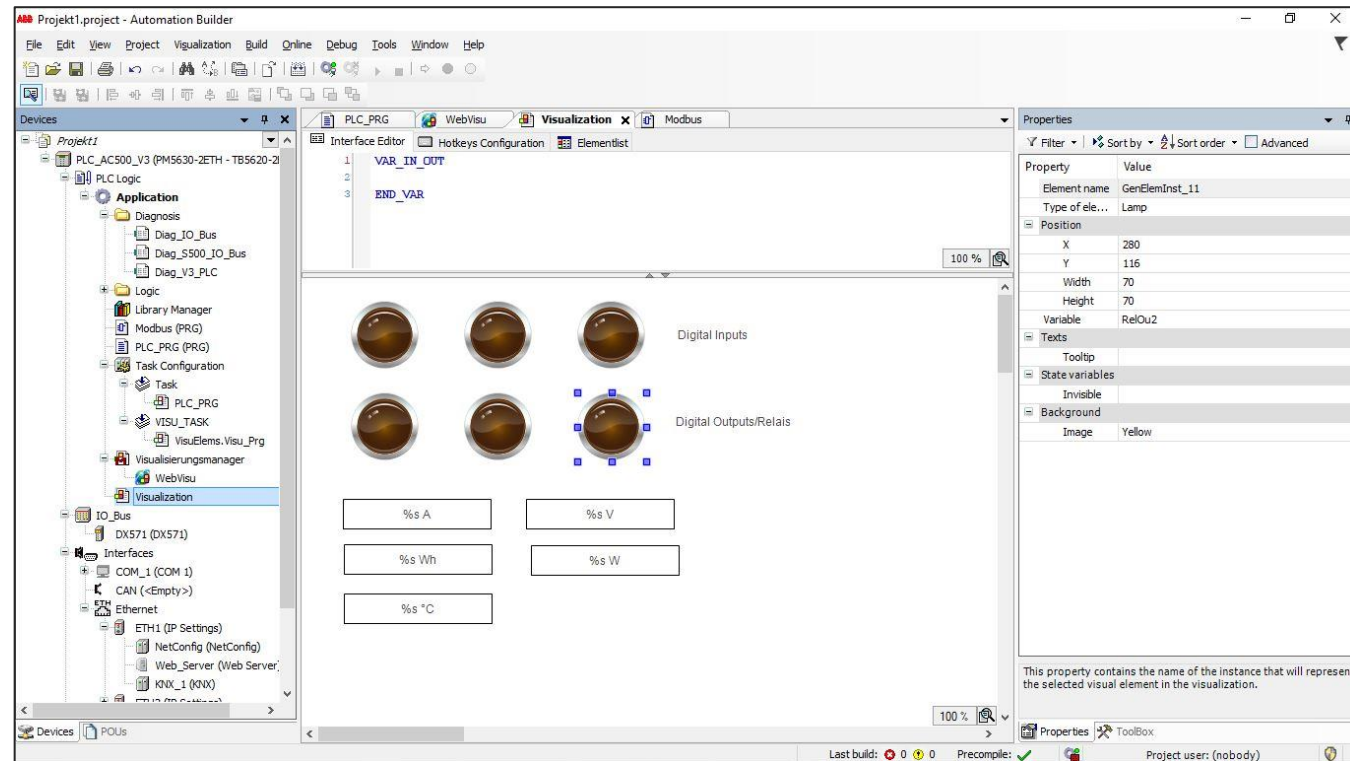 ABB Projekt1.project - Automation Builder
File Edit View Project Visualization Build Online Debug Tools Window Help
Devices
Projekt1
PLC_AC500_V3 (PM5630-2ETH - TB5620-2
PLC Logic
Application
Diagnosis
Diag_IO_Bus
Diag_S500_IO_Bus
Diag_V3_PLC
Logic
Library Manager
Modbus (PRG)
PLC_PRG (PRG)
Task Configuration
Task
PLC_PRG
VISU_TASK
VisuElems.Visu_Prg
Visualisierungsmanager
WebVisu
Visualization
IO_Bus
DX571 (DX571)
Interfaces
COM_1 (COM 1)
CAN (<Empty>)
Ethernet
ETH1 (IP Settings)
NetConfig (NetConfig)
Web_Server (Web Server)
KNX_1 (KNX)
Devices POUs
PLC_PRG WebVisu Visualization Modbus
Interface Editor Hotkeys Configuration Elementlist
1 VAR_IN_OUT
2
3 END_VAR
100 %
Digital Inputs
Digital Outputs/Relais
%s A %s V
%s Wh %s W
%s °C
100 %
Properties
Filter Sort by Sort order Advanced
Property Value
Element name GenElemInst_11
Type of ele... Lamp
Position
X 280
Y 116
Width 70
Height 70
Variable RelOu2
Texts
Tooltip
State variables
Invisible
Background
Image Yellow
This property contains the name of the instance that will represen
the selected visual element in the visualization.
Properties ToolBox
Last build: 0 0 Precompile: Project user: (nobody)